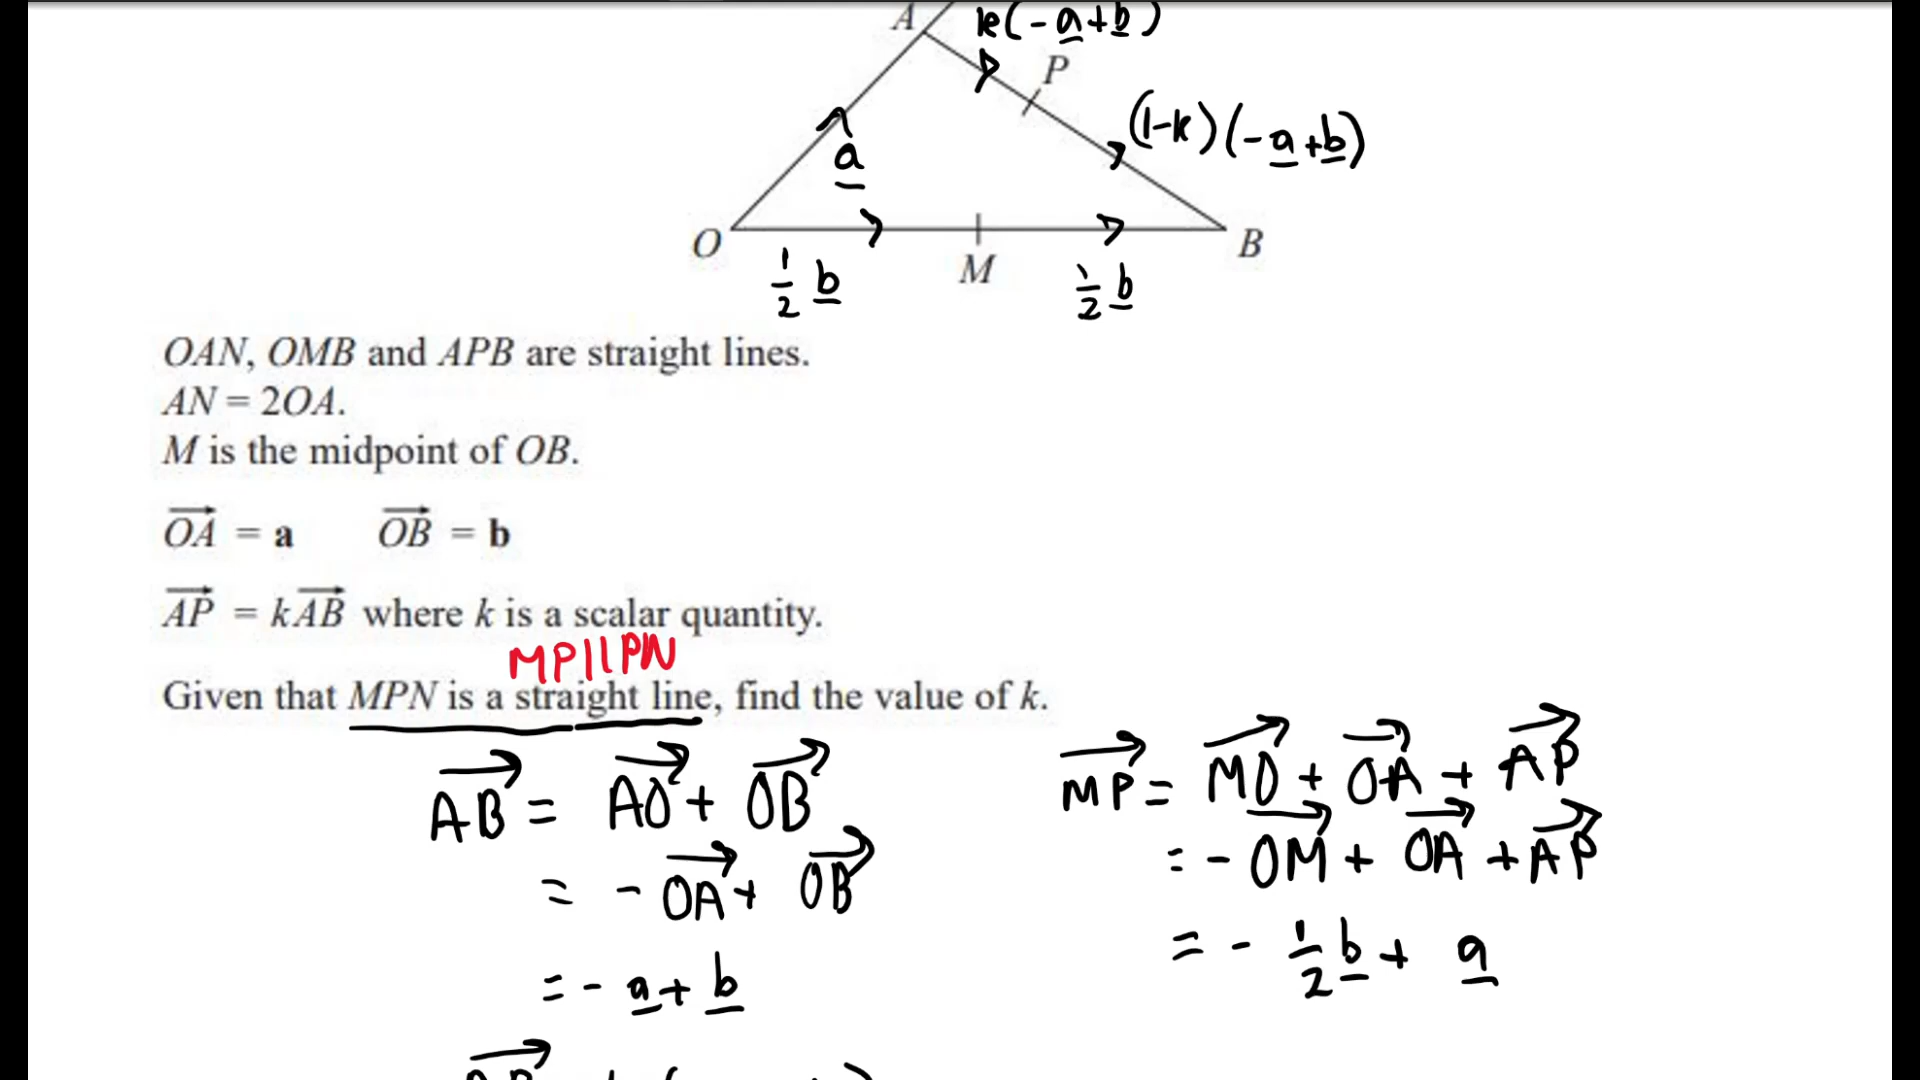 A k(-a+b)
P
(1-k)(-a+b)
a
O M B
1/2 b 1/2 b
OAN, OMB and APB are straight lines.
AN = 2OA.
M is the midpoint of OB.
OA = a OB = b
AP = kAB where k is a scalar quantity.
MP||PN
Given that MPN is a straight line, find the value of k.
AB = AO + OB
= - OA + OB
= - a + b
MP = MO + OA + AP
= - OM + OA + AP
= - 1/2 b + a